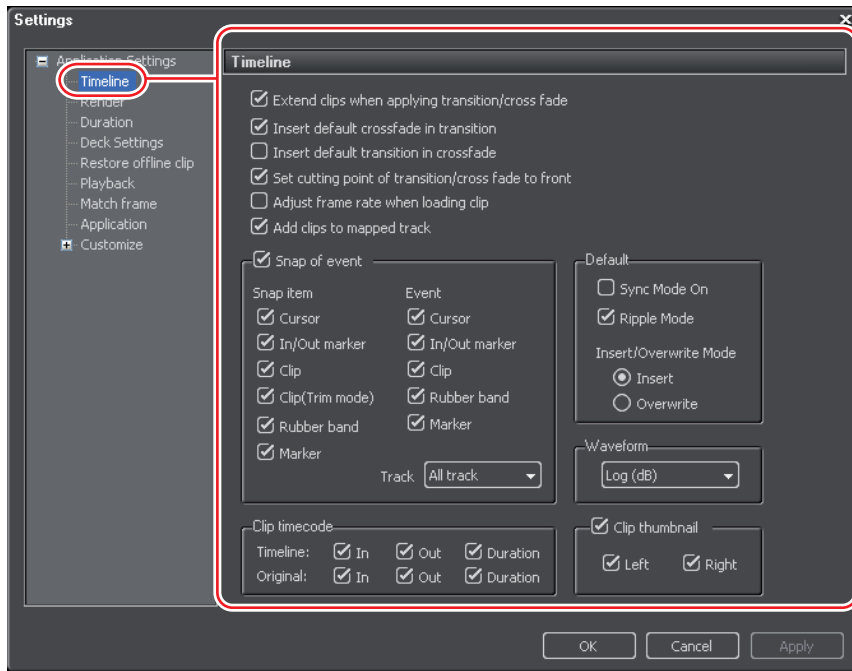 Settings
Application Settings
Timeline
Render
Duration
Deck Settings
Restore offline clip
Playback
Match frame
Application
Customize
Timeline
Extend clips when applying transition/cross fade
Insert default crossfade in transition
Insert default transition in crossfade
Set cutting point of transition/cross fade to front
Adjust frame rate when loading clip
Add clips to mapped track
Snap of event
Snap item Event
Cursor Cursor
In/Out marker In/Out marker
Clip Clip
Clip(Trim mode) Rubber band
Rubber band Marker
Marker
Track All track
Default
Sync Mode On
Ripple Mode
Insert/Overwrite Mode
Insert
Overwrite
Waveform
Log (dB)
Clip timecode
Timeline: In Out Duration
Original: In Out Duration
Clip thumbnail
Left Right
OK Cancel Apply